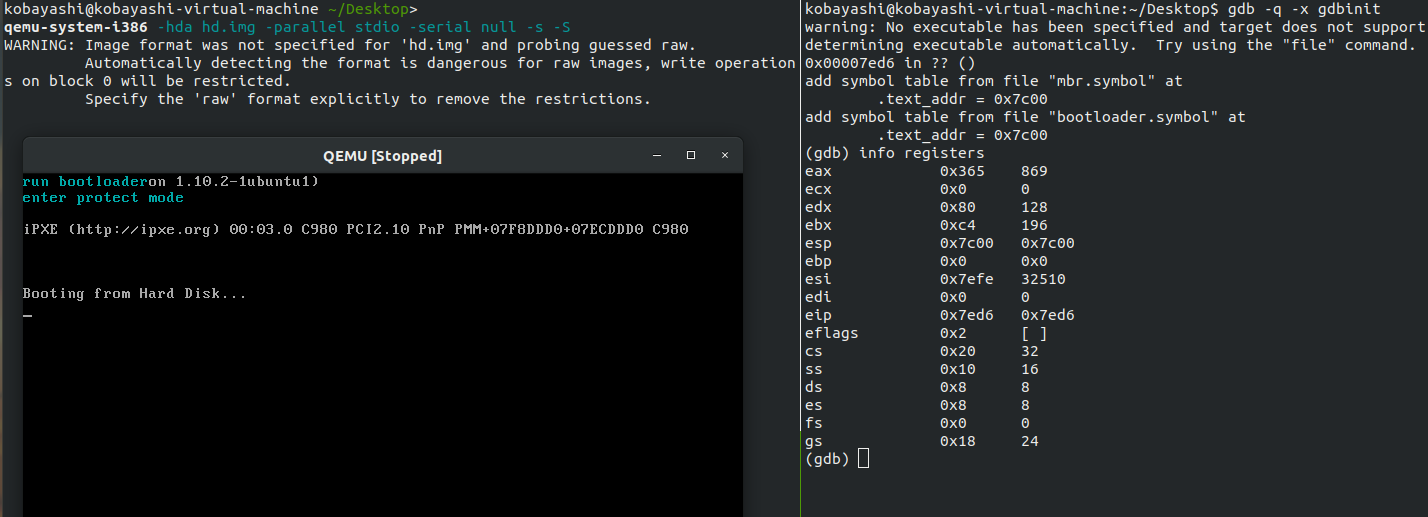 kobayashi@kobayashi-virtual-machine ~/Desktop>
qemu-system-i386 -hda hd.img -parallel stdio -serial null -s -S
WARNING: Image format was not specified for 'hd.img' and probing guessed raw.
Automatically detecting the format is dangerous for raw images, write operation
s on block 0 will be restricted.
Specify the 'raw' format explicitly to remove the restrictions.
QEMU [Stopped]
run bootloaderon 1.10.2-1ubuntu1)
enter protect mode
iPXE (http://ipxe.org) 00:03.0 C980 PCI2.10 PnP PMM+07F8DDD0+07ECDDD0 C980
Booting from Hard Disk...
kobayashi@kobayashi-virtual-machine:~/Desktop$ gdb -q -x gdbinit
warning: No executable has been specified and target does not support
determining executable automatically.  Try using the "file" command.
0x00007ed6 in ?? ()
add symbol table from file "mbr.symbol" at
.text_addr = 0x7c00
add symbol table from file "bootloader.symbol" at
.text_addr = 0x7c00
(gdb) info registers
eax 0x365 869
ecx 0x0 0
edx 0x80 128
ebx 0xc4 196
esp 0x7c00 0x7c00
ebp 0x0 0x0
esi 0x7efe 32510
edi 0x0 0
eip 0x7ed6 0x7ed6
eflags 0x2 [ ]
cs 0x20 32
ss 0x10 16
ds 0x8 8
es 0x8 8
fs 0x0 0
gs 0x18 24
(gdb)